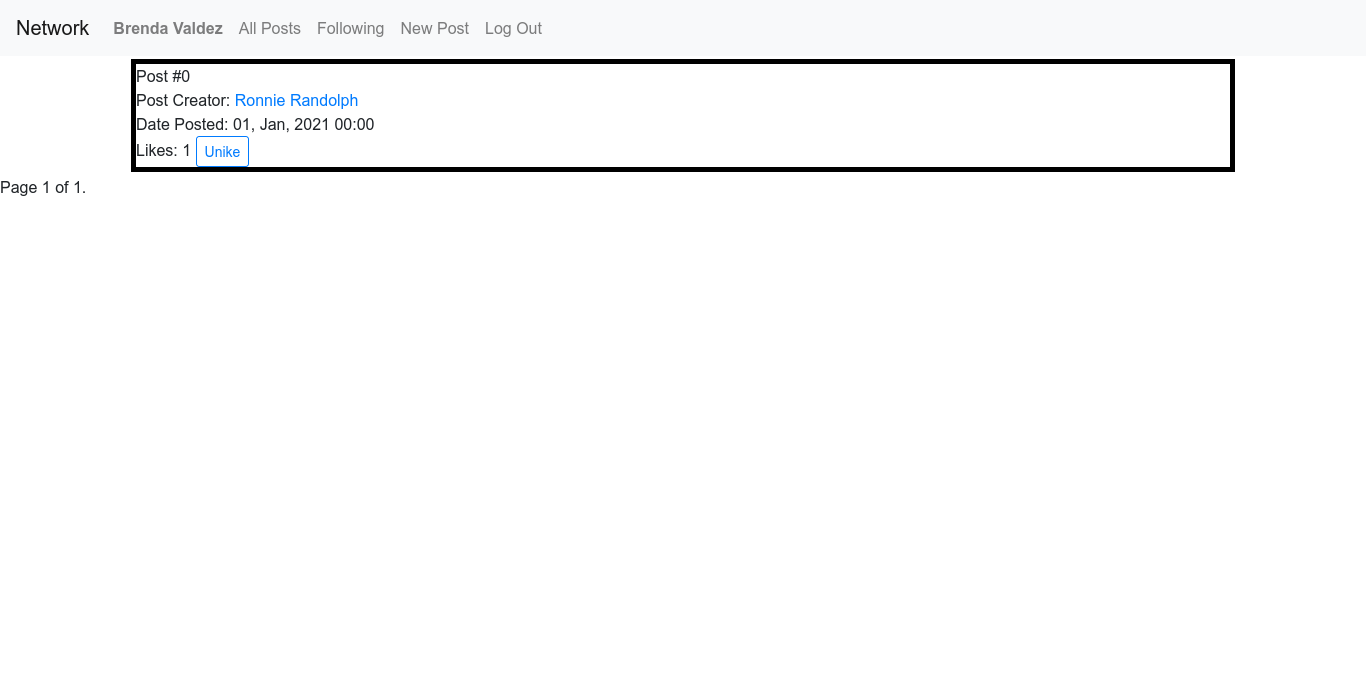 Network Brenda Valdez All Posts Following New Post Log Out
Post #0
Post Creator: Ronnie Randolph
Date Posted: 01, Jan, 2021 00:00
Likes: 1 Unike
Page 1 of 1.